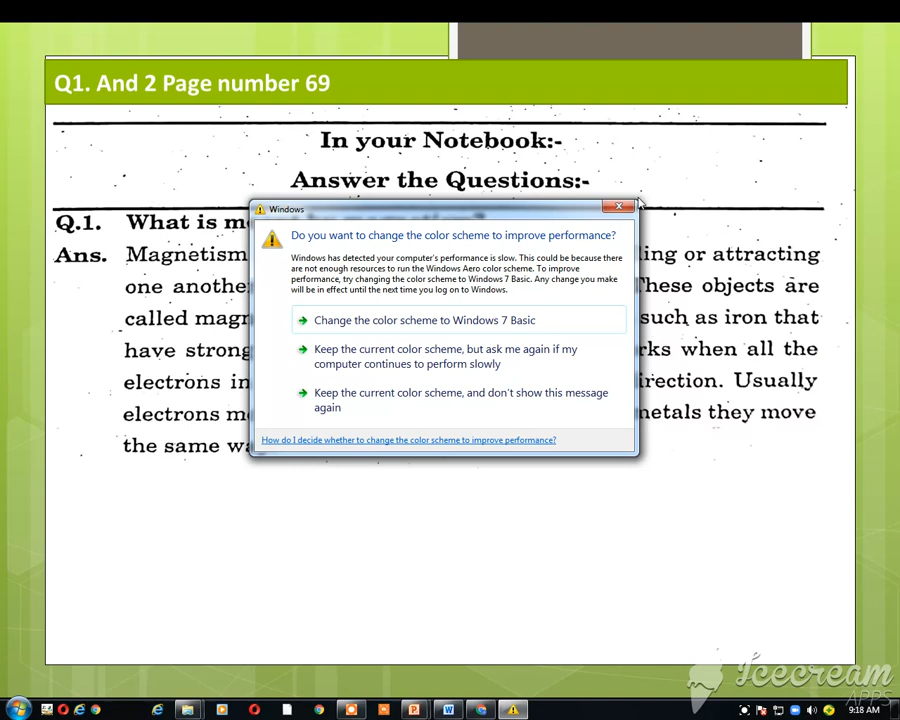 Q1. And 2 Page number 69
In your Notebook:-
Answer the Questions:-
Q.1. What is
Ans. Magnetism ling or attracting
one another These objects are
called such as iron that
have strong when all the
electrons in direction. Usually
electrons metals they move
the same
Windows
Do you want to change the color scheme to improve performance?
Windows has detected your computer's performance is slow. This could be because there
are not enough resources to run the Windows Aero color scheme. To improve
performance, try changing the color scheme to Windows 7 Basic. Any change you make
will be in effect until the next time you log on to Windows.
Change the color scheme to Windows 7 Basic
Keep the current color scheme, but ask me again if my
computer continues to perform slowly
Keep the current color scheme, and don't show this message
again
How do I decide whether to change the color scheme to improve performance?
Icecream
APPS
9:18 AM